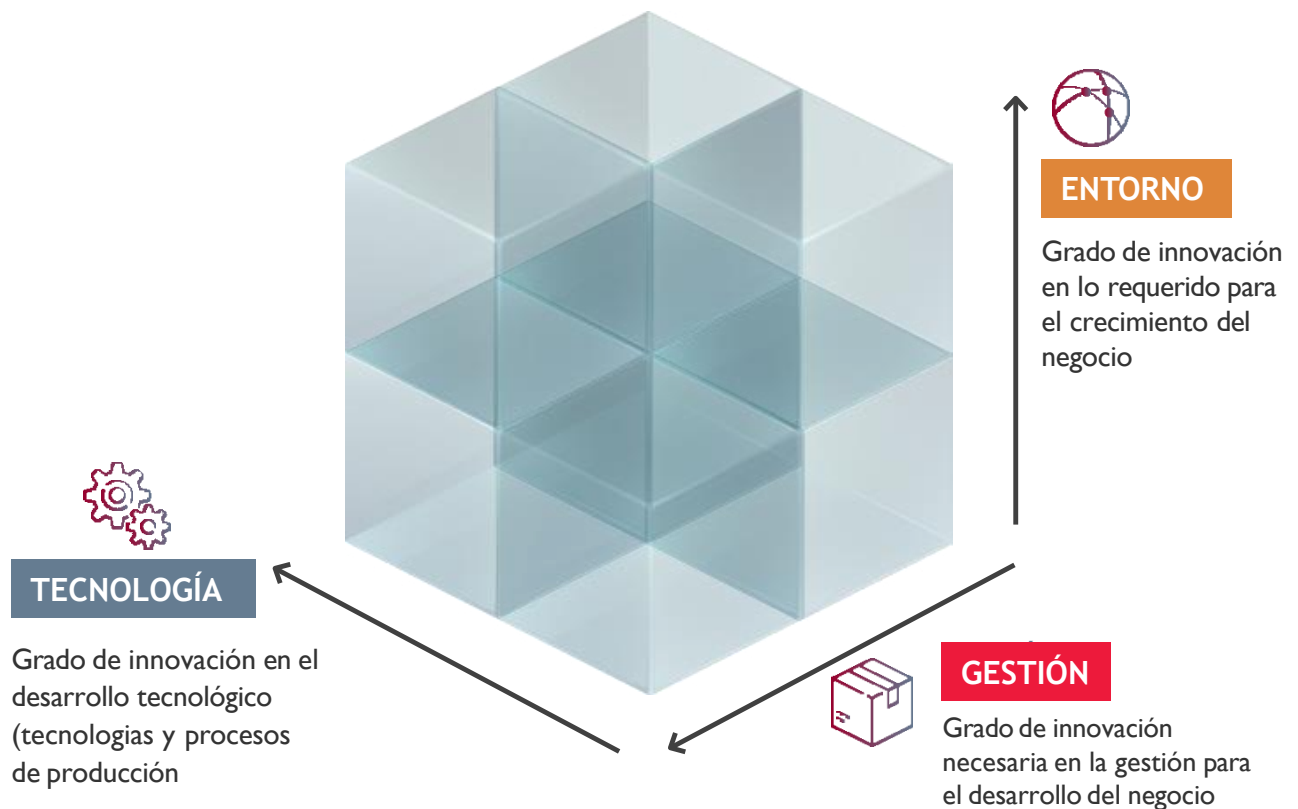 ENTORNO
Grado de innovación
en lo requerido para
el crecimiento del
negocio
TECNOLOGÍA
Grado de innovación en el
desarrollo tecnológico
(tecnologias y procesos
de producción
GESTIÓN
Grado de innovación
necesaria en la gestión para
el desarrollo del negocio